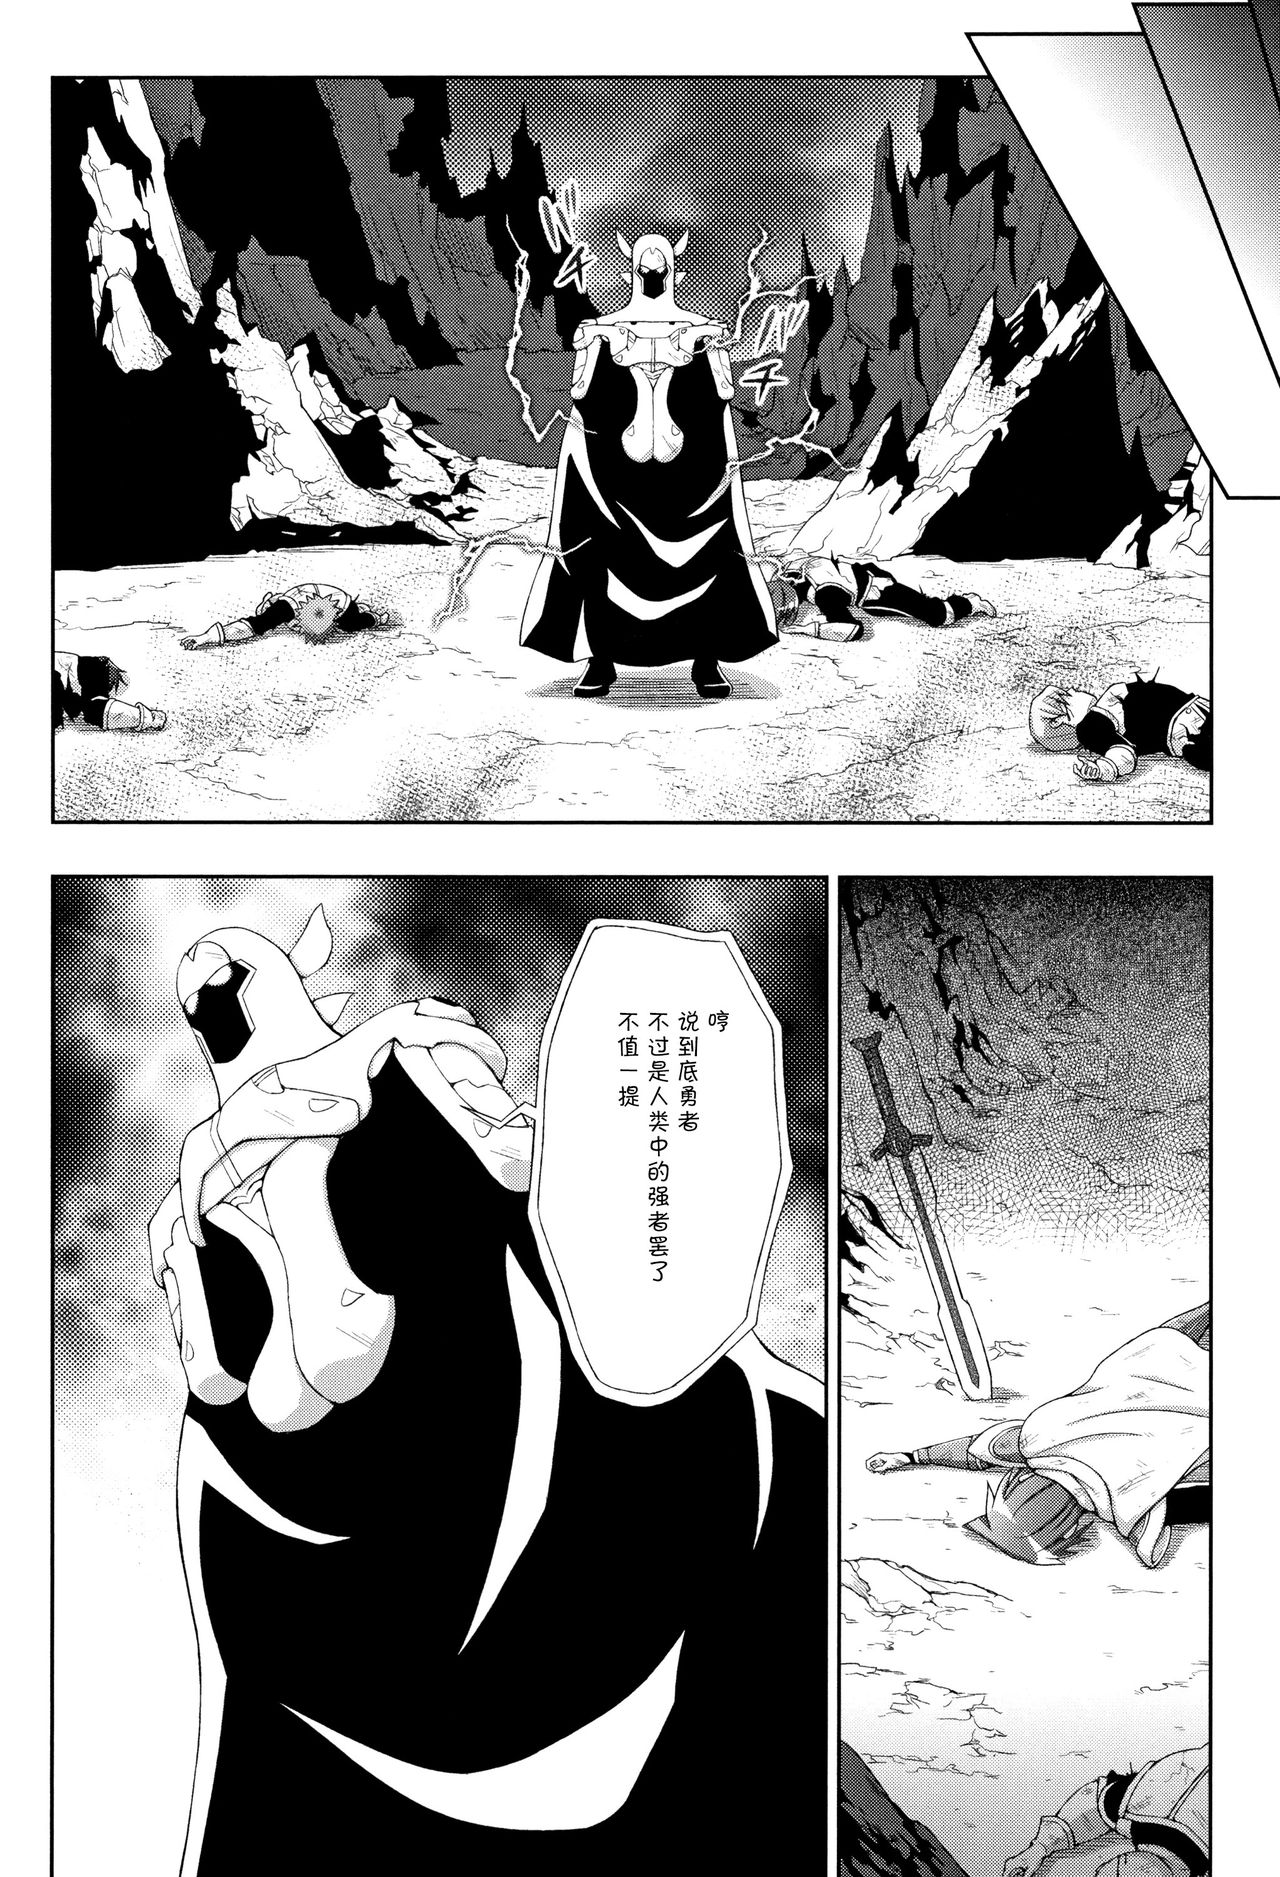 バチ
バチ
哼
说到底勇者
不过是人类中的强者罢了
不值一提